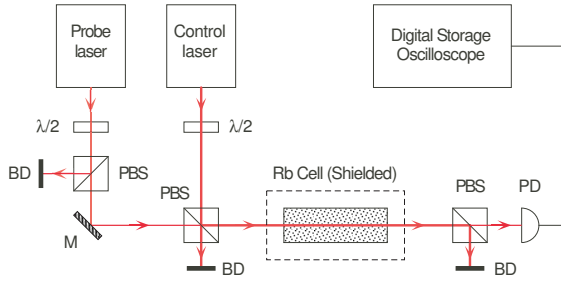 Probe
laser
Control
laser
Digital Storage
Oscilloscope
λ/2
λ/2
BD
PBS
PBS
Rb Cell (Shielded)
PBS
PD
M
BD
BD